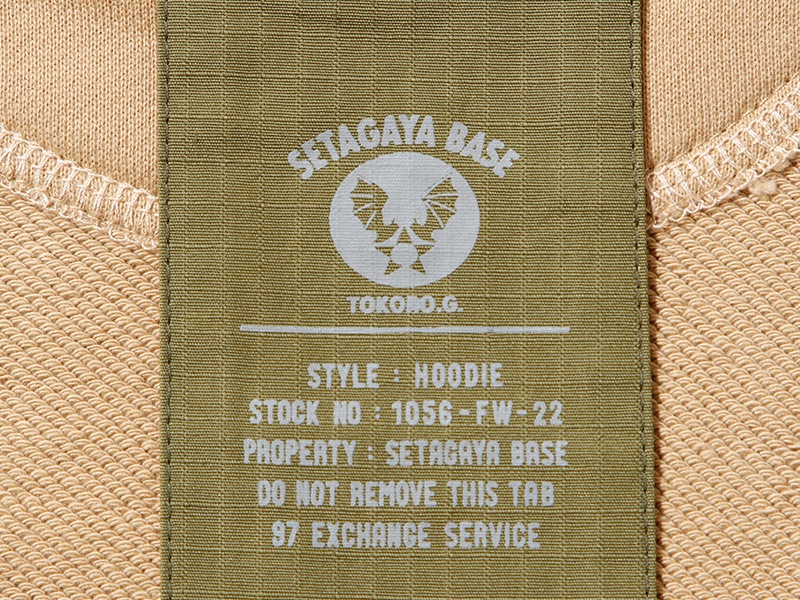 SETAGAYA BASE
TOKORO.G.
STYLE : HOODIE
STOCK NO : 1056-FW-22
PROPERTY : SETAGAYA BASE
DO NOT REMOVE THIS TAB
97 EXCHANGE SERVICE